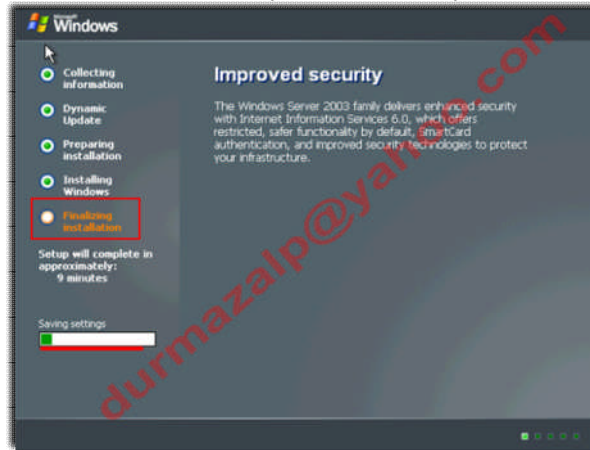 Microsoft
Windows
Collecting
information
Dynamic
Update
Preparing
installation
Installing
Windows
Finalizing
installation
Setup will complete in
approximately:
9 minutes
Saving settings
Improved security
The Windows Server 2003 family delivers enhanced security
with Internet Information Services 6.0, which offers
restricted, safer functionality by default, SmartCard
authentication, and improved security technologies to protect
your infrastructure.
durmazalp@yahoo.com